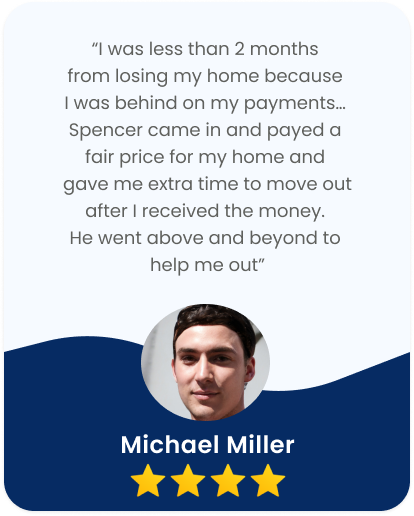 “I was less than 2 months
from losing my home because
I was behind on my payments...
Spencer came in and payed a
fair price for my home and
gave me extra time to move out
after I received the money.
He went above and beyond to
help me out”
Michael Miller